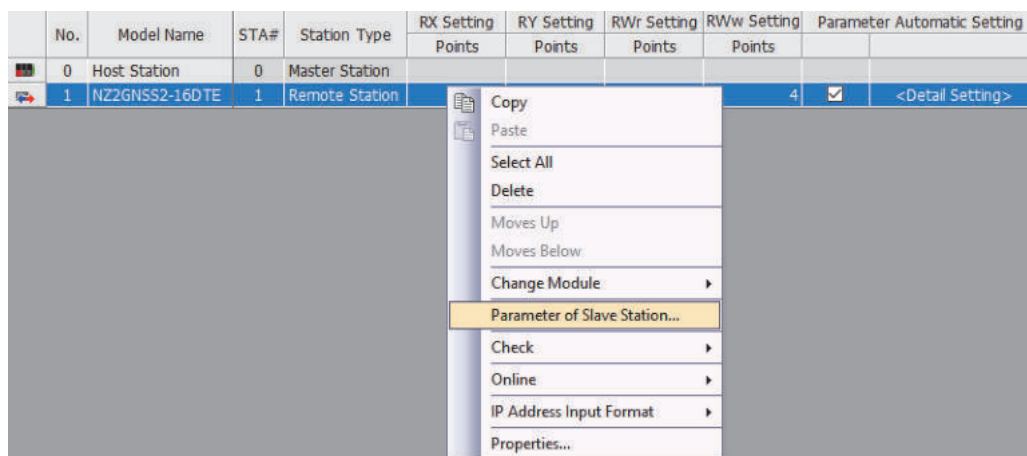 No. Model Name STA# Station Type RX Setting RY Setting RWr Setting RWw Setting Parameter Automatic Setting
Points Points Points Points
0 Host Station 0 Master Station
1 NZ2GNSS2-16DTE 1 Remote Station 4 <Detail Setting>
Copy
Paste
Select All
Delete
Moves Up
Moves Below
Change Module
Parameter of Slave Station...
Check
Online
IP Address Input Format
Properties...